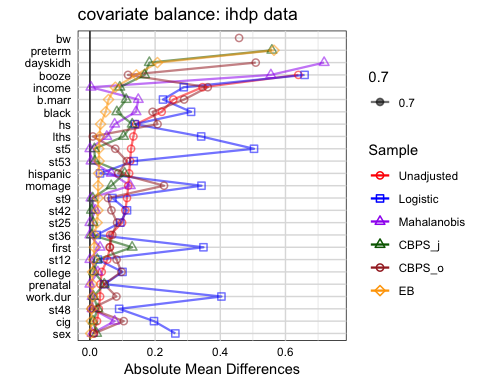 covariate balance: ihdp data
bw
preterm
dayskidh
booze
income
b.marr
black
hs
lths
st5
st53
hispanic
momage
st9
st42
st25
st36
first
st12
college
prenatal
work.dur
st48
cig
sex
0.0 0.2 0.4 0.6
Absolute Mean Differences
0.7
0.7
Sample
Unadjusted
Logistic
Mahalanobis
CBPS_j
CBPS_o
EB